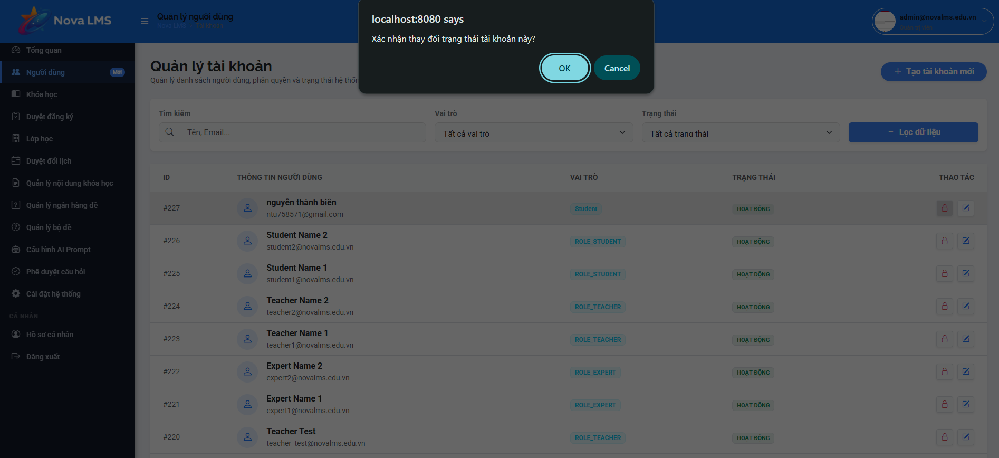 Nova LMS
Quản lý người dùng
Nova LMS > Tài khoản
localhost:8080 says
Xác nhận thay đổi trạng thái tài khoản này?
OK
Cancel
admin@novalms.edu.vn
Quản trị viên
Tổng quan
Người dùng
Mới
Khóa học
Duyệt đăng ký
Lớp học
Duyệt đổi lịch
Quản lý nội dung khóa học
Quản lý ngân hàng đề
Quản lý bộ đề
Cấu hình AI Prompt
Phê duyệt câu hỏi
Cài đặt hệ thống
CÁ NHÂN
Hồ sơ cá nhân
Đăng xuất
Quản lý tài khoản
Quản lý danh sách người dùng, phân quyền và trạng thái hệ thốn
+ Tạo tài khoản mới
Tìm kiếm
Vai trò
Trạng thái
Tên, Email...
Tất cả vai trò
Tất cả trạng thái
Lọc dữ liệu
ID THÔNG TIN NGƯỜI DÙNG VAI TRÒ TRẠNG THÁI THAO TÁC
#227 nguyễn thành biên Student HOẠT ĐỘNG
ntu758571@gmail.com
#226 Student Name 2 ROLE_STUDENT HOẠT ĐỘNG
student2@novalms.edu.vn
#225 Student Name 1 ROLE_STUDENT HOẠT ĐỘNG
student1@novalms.edu.vn
#224 Teacher Name 2 ROLE_TEACHER HOẠT ĐỘNG
teacher2@novalms.edu.vn
#223 Teacher Name 1 ROLE_TEACHER HOẠT ĐỘNG
teacher1@novalms.edu.vn
#222 Expert Name 2 ROLE_EXPERT HOẠT ĐỘNG
expert2@novalms.edu.vn
#221 Expert Name 1 ROLE_EXPERT HOẠT ĐỘNG
expert1@novalms.edu.vn
#220 Teacher Test ROLE_TEACHER HOẠT ĐỘNG
teacher_test@novalms.edu.vn